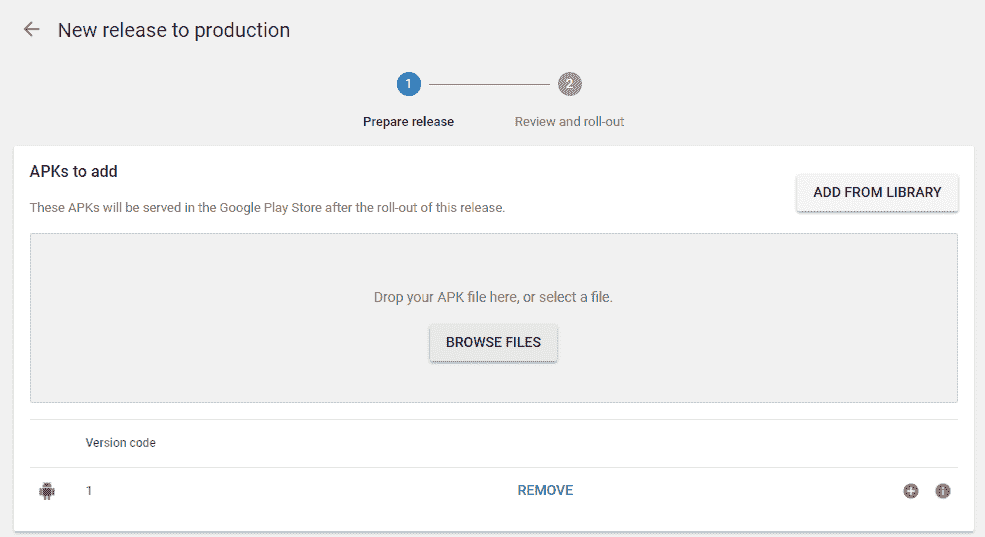 New release to production
1
2
Prepare release
Review and roll-out
APKs to add
ADD FROM LIBRARY
These APKs will be served in the Google Play Store after the roll-out of this release.
Drop your APK file here, or select a file.
BROWSE FILES
Version code
1 REMOVE